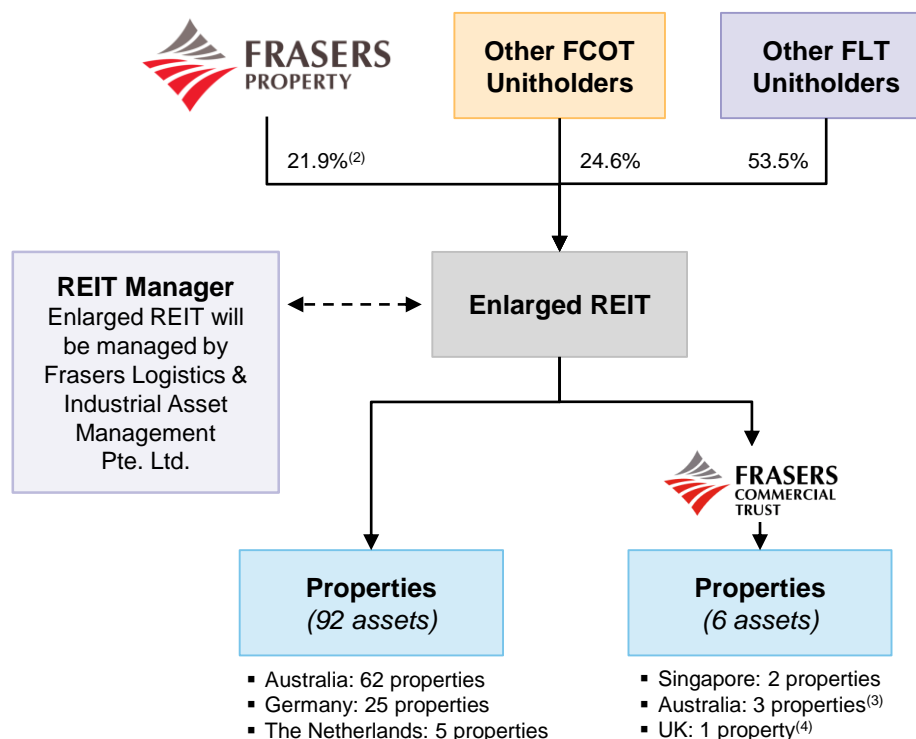 FRASERS
PROPERTY
Other FCOT
Unitholders
Other FLT
Unitholders
21.9%(2)
24.6%
53.5%
REIT Manager
Enlarged REIT will
be managed by
Frasers Logistics &
Industrial Asset
Management
Pte. Ltd.
Enlarged REIT
FRASERS
COMMERCIAL
TRUST
Properties
(92 assets)
Properties
(6 assets)
▪ Australia: 62 properties
▪ Germany: 25 properties
▪ The Netherlands: 5 properties
▪ Singapore: 2 properties
▪ Australia: 3 properties(3)
▪ UK: 1 property(4)